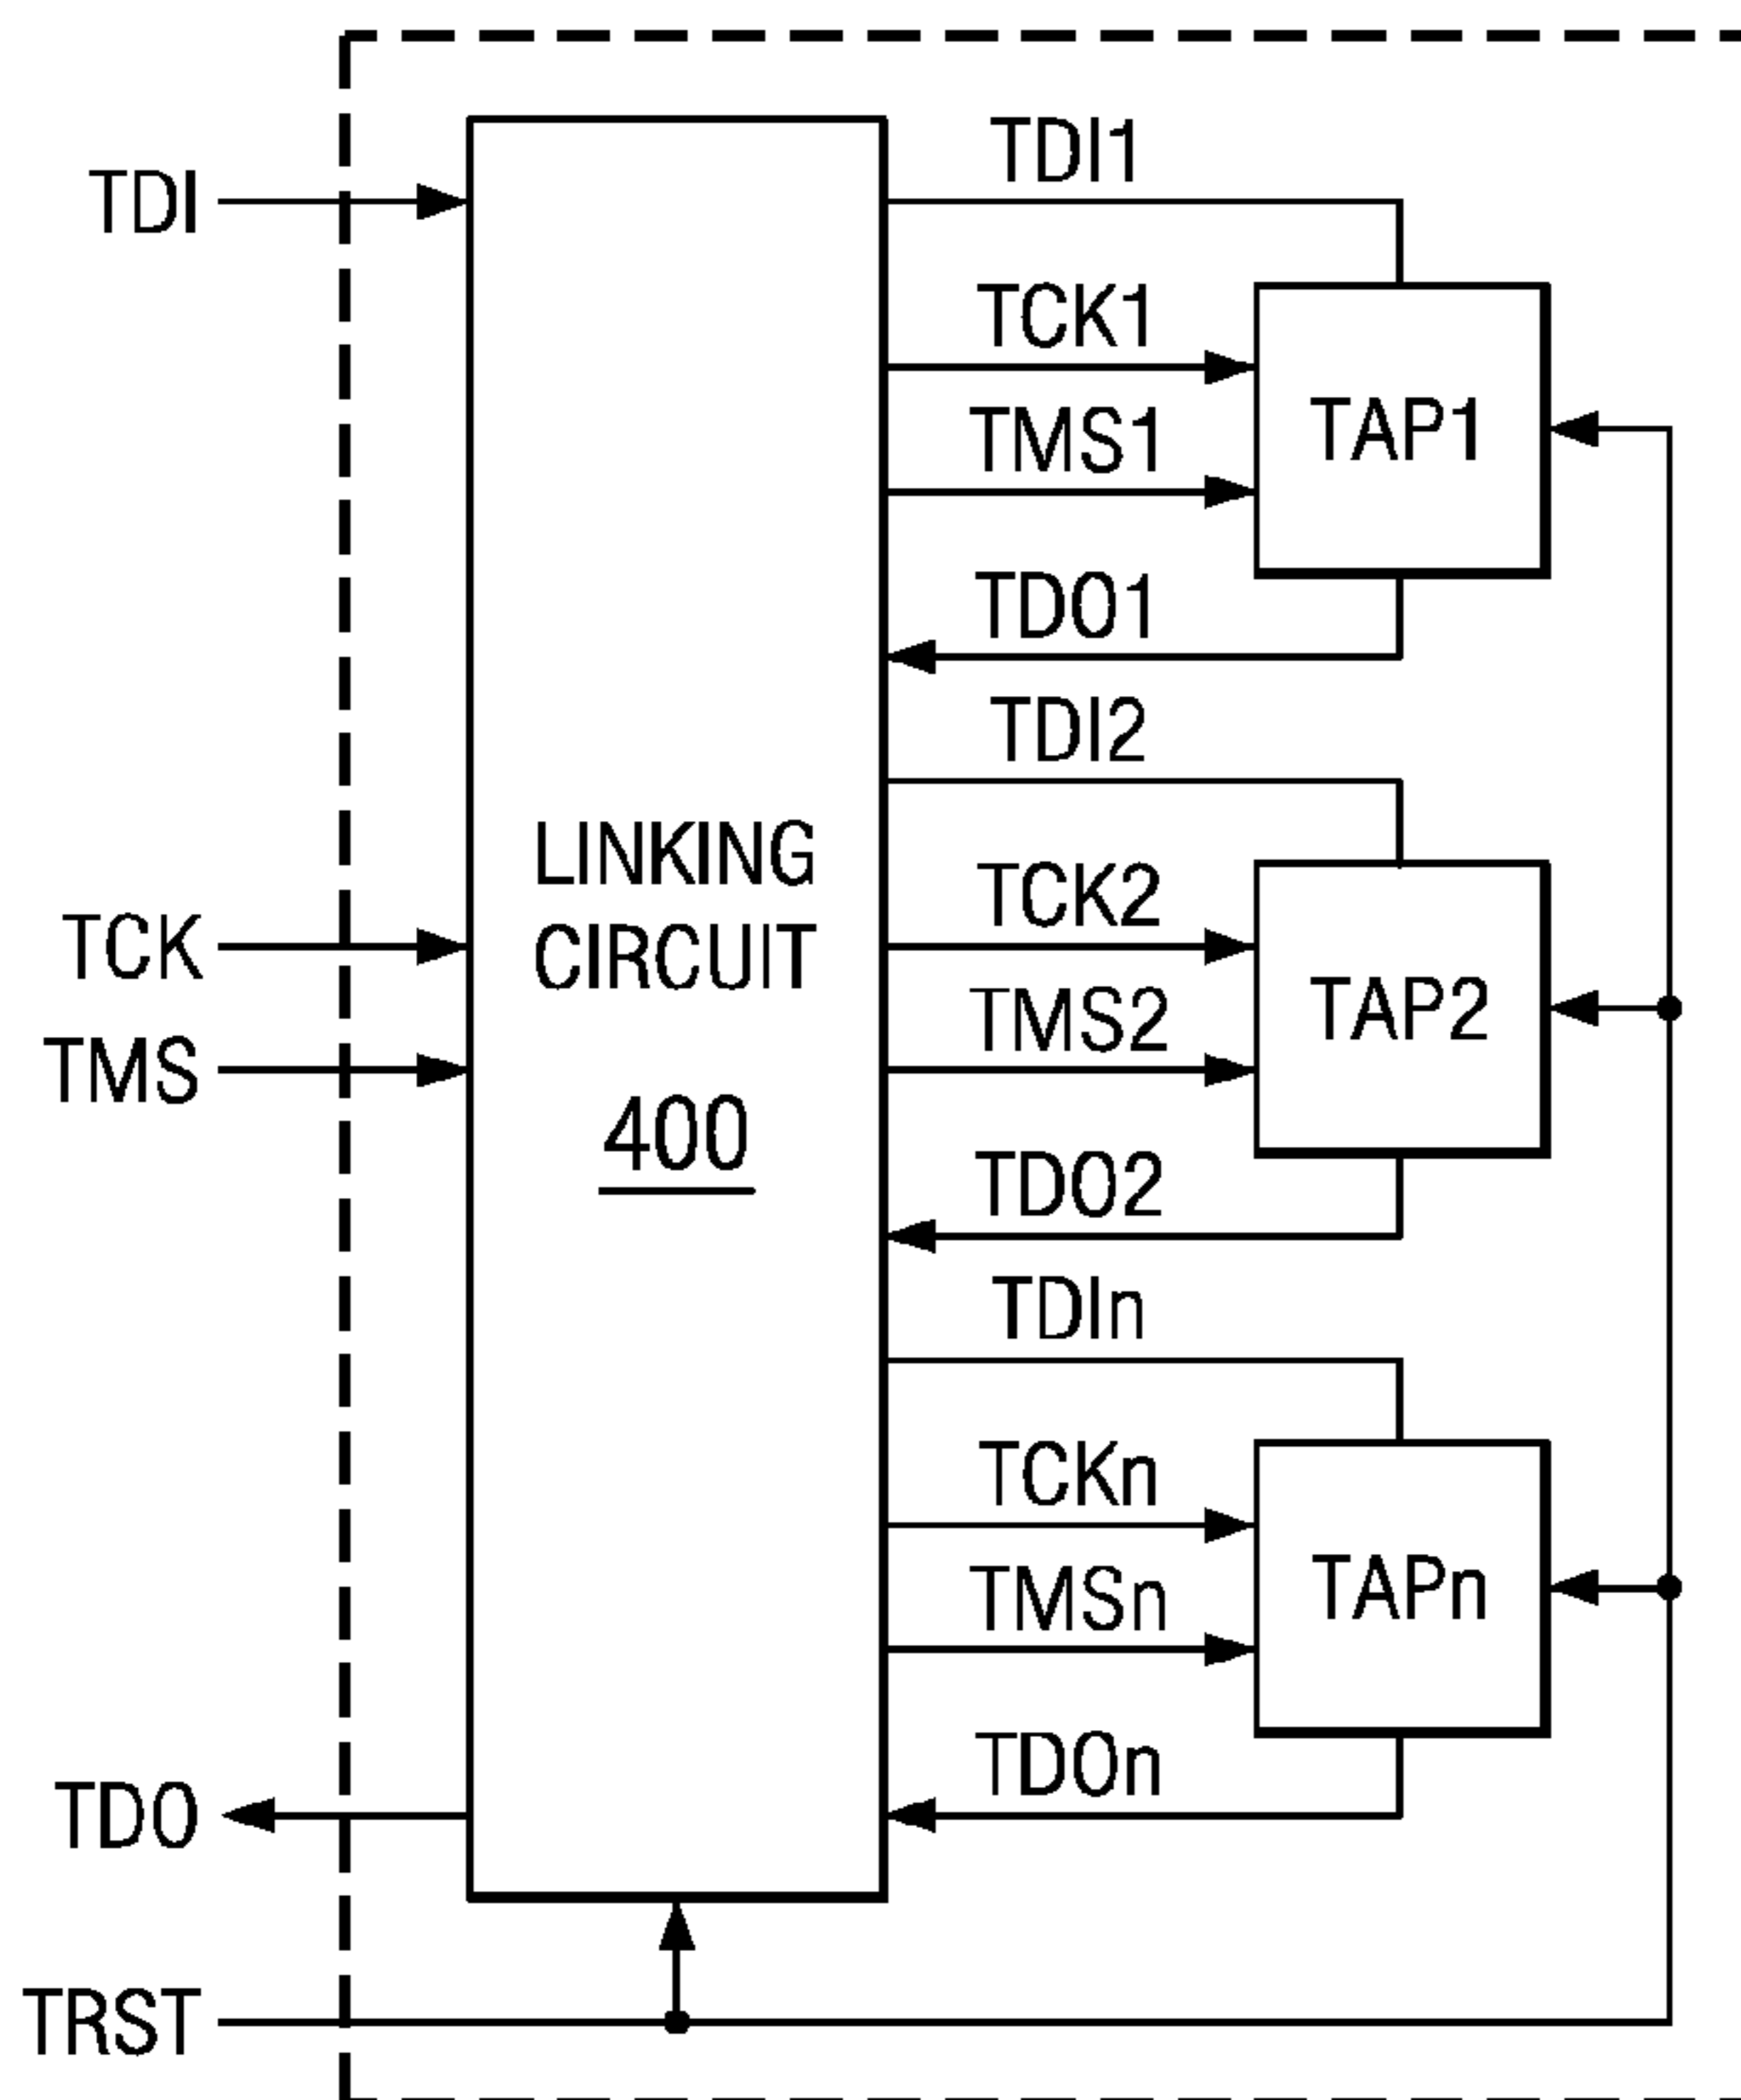 TDI
TCK
TMS
TDO
TRST
LINKING
CIRCUIT
400
TDI1
TCK1
TMS1
TDO1
TAP1
TDI2
TCK2
TMS2
TDO2
TAP2
TDIn
TCKn
TMSn
TDOn
TAPn